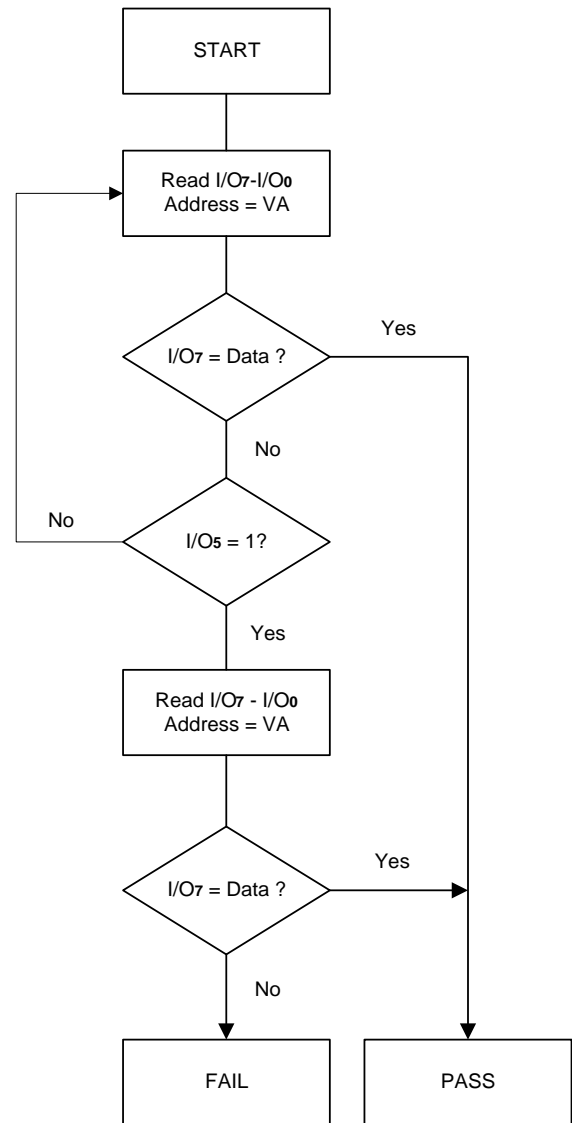 START
Read I/O7-I/O0
Address = VA
I/O7 = Data ?
Yes
No
No
I/O5 = 1?
Yes
Read I/O7 - I/O0
Address = VA
I/O7 = Data ?
Yes
No
FAIL
PASS